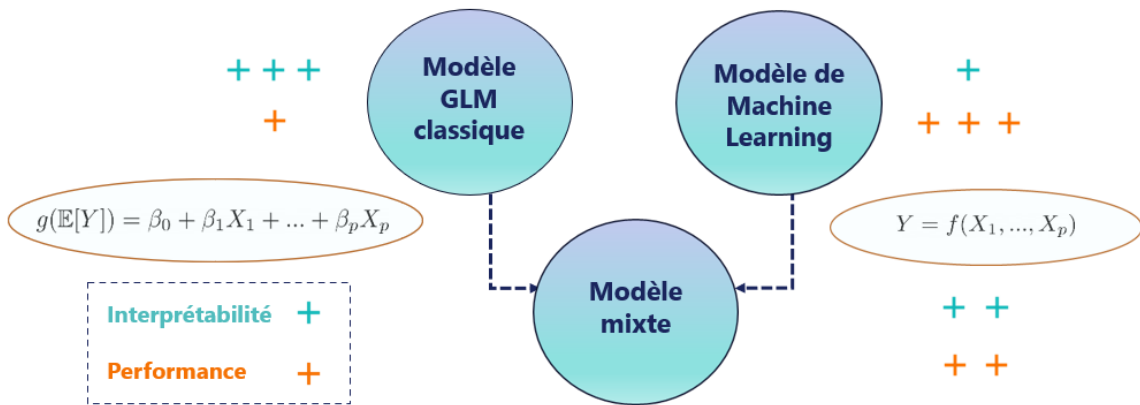 Modèle
GLM
classique
Modèle de
Machine
Learning
+ + +
+
+
+ + +
g(𝔼[Y]) = β₀ + β₁X₁ + ... + βₚXₚ
Y = f(X₁, ..., Xₚ)
Modèle
mixte
Interprétabilité +
Performance +
+ +
+ +